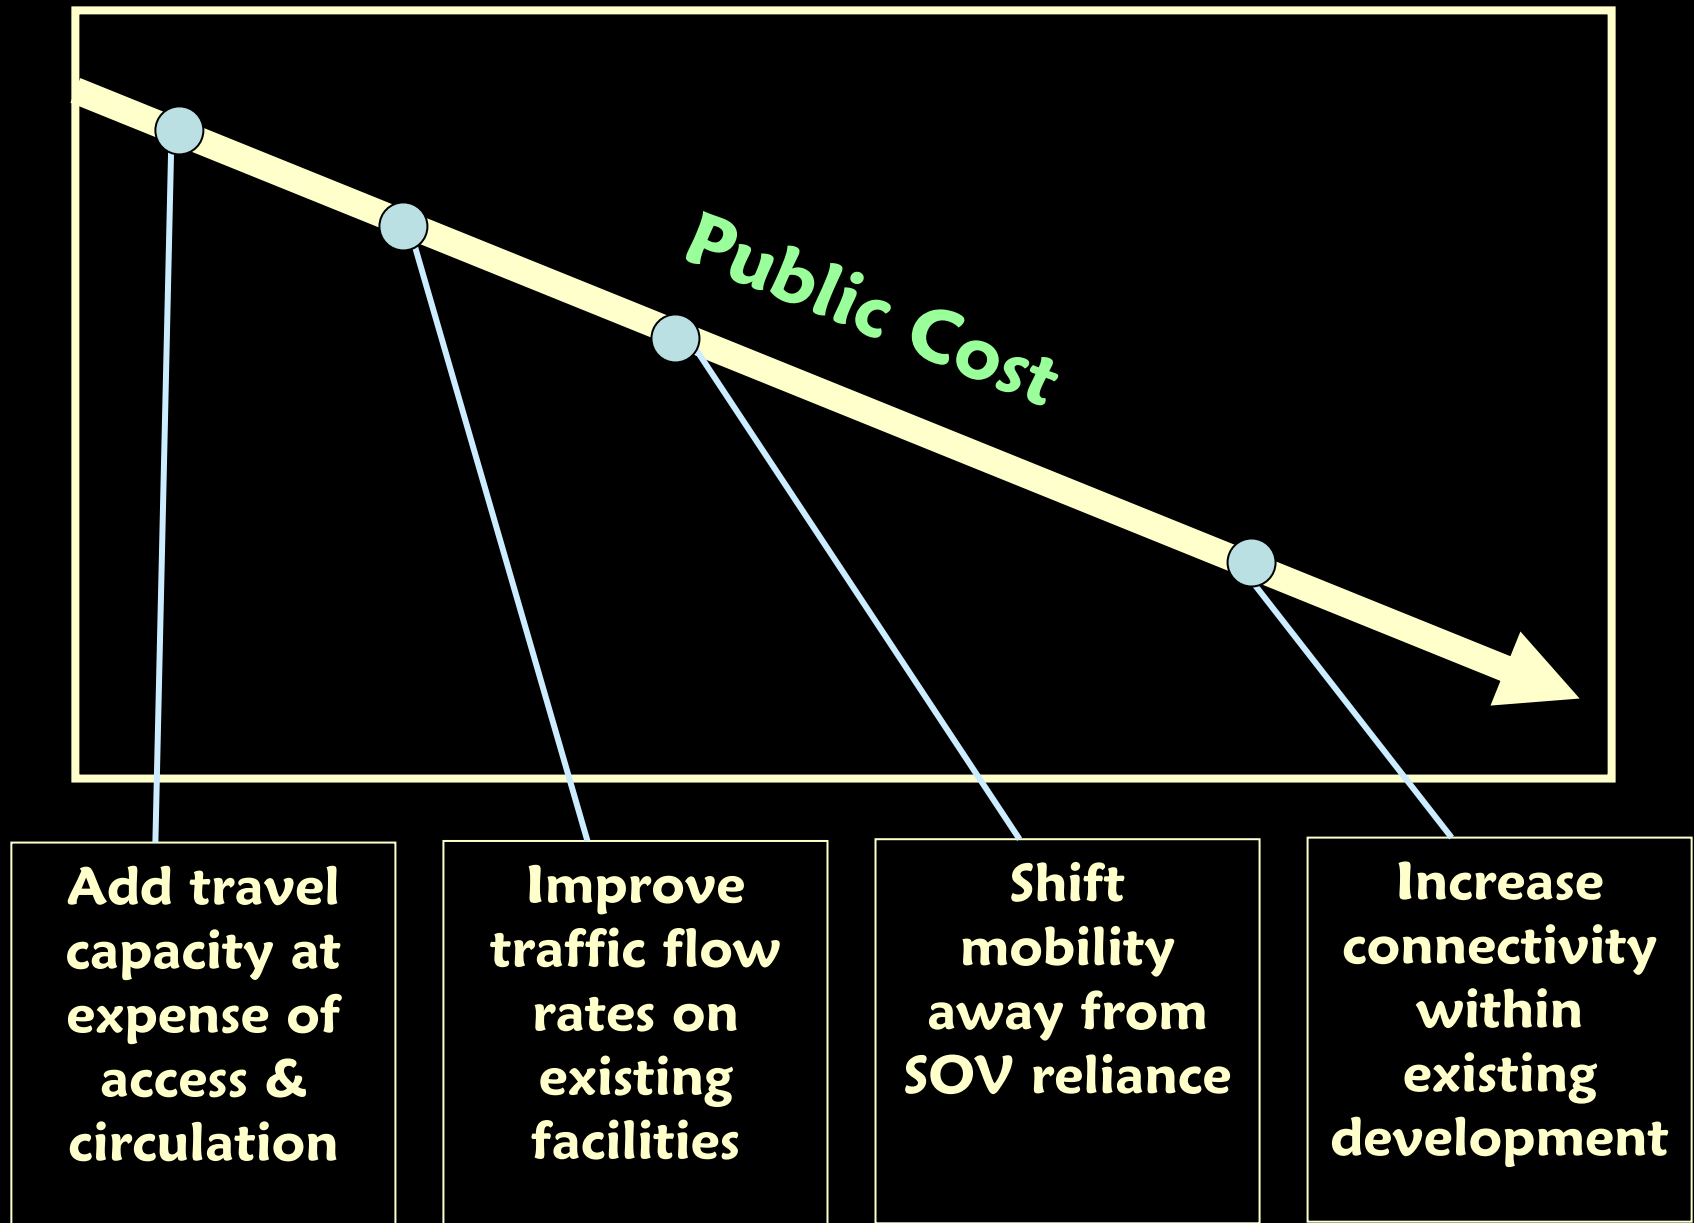 Public Cost
Add travel
capacity at
expense of
access &
circulation
Improve
traffic flow
rates on
existing
facilities
Shift
mobility
away from
SOV reliance
Increase
connectivity
within
existing
development